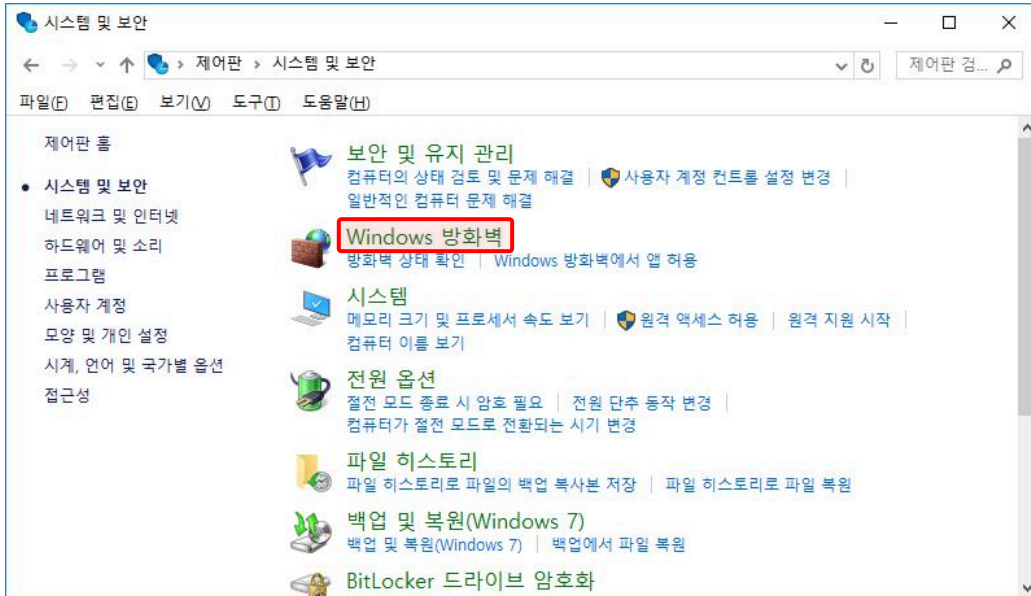 시스템 및 보안
제어판 › 시스템 및 보안
제어판 검...
파일(F) 편집(E) 보기(V) 도구(T) 도움말(H)
제어판 홈
시스템 및 보안
네트워크 및 인터넷
하드웨어 및 소리
프로그램
사용자 계정
모양 및 개인 설정
시계, 언어 및 국가별 옵션
접근성
보안 및 유지 관리
컴퓨터의 상태 검토 및 문제 해결 사용자 계정 컨트롤 설정 변경
일반적인 컴퓨터 문제 해결
Windows 방화벽
방화벽 상태 확인 Windows 방화벽에서 앱 허용
시스템
메모리 크기 및 프로세서 속도 보기 원격 액세스 허용 원격 지원 시작
컴퓨터 이름 보기
전원 옵션
절전 모드 종료 시 암호 필요 전원 단추 동작 변경
컴퓨터가 절전 모드로 전환되는 시기 변경
파일 히스토리
파일 히스토리로 파일의 백업 복사본 저장 파일 히스토리로 파일 복원
백업 및 복원(Windows 7)
백업 및 복원(Windows 7) 백업에서 파일 복원
BitLocker 드라이브 암호화